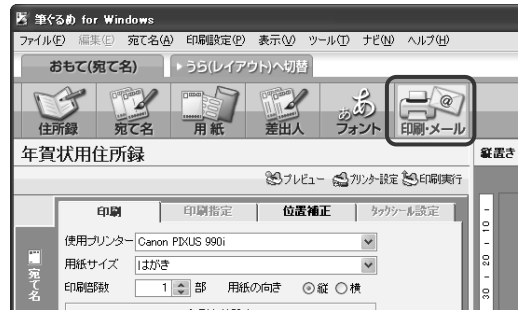 筆ぐるめ for Windows
ファイル(F) 編集(E) 宛て名(A) 印刷設定(P) 表示(V) ツール(T) ナビ(N) ヘルプ(H)
おもて(宛て名) うら(レイアウト)へ切替
住所録 宛て名 用紙 差出人 フォント 印刷・メール
年賀状用住所録 縦置き
プレビュー プリンタ-設定 印刷実行
印刷 印刷指定 位置補正 タックシール設定
使用プリンター Canon PIXUS 990i
用紙サイズ はがき
印刷部数 1 部 用紙の向き 縦 横
宛て名
10
20
30